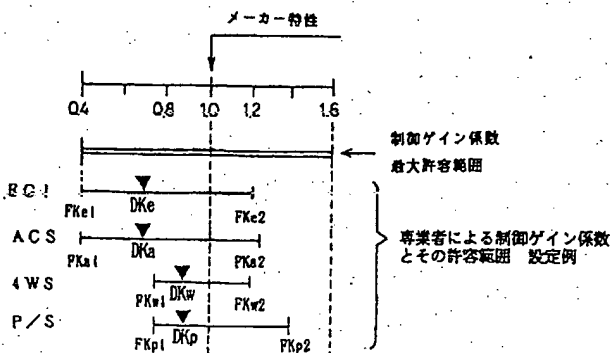 メーカー特性
0.4 0.8 1.0 1.2 1.6
制御ゲイン係数
最大許容範囲
EGI
FKe1 DKe FKe2
ACS
FKa1 DKa FKa2
4WS
FKw1 DKw FKw2
P/S
FKp1 DKp FKp2
専業者による制御ゲイン係数
とその許容範囲 設定例